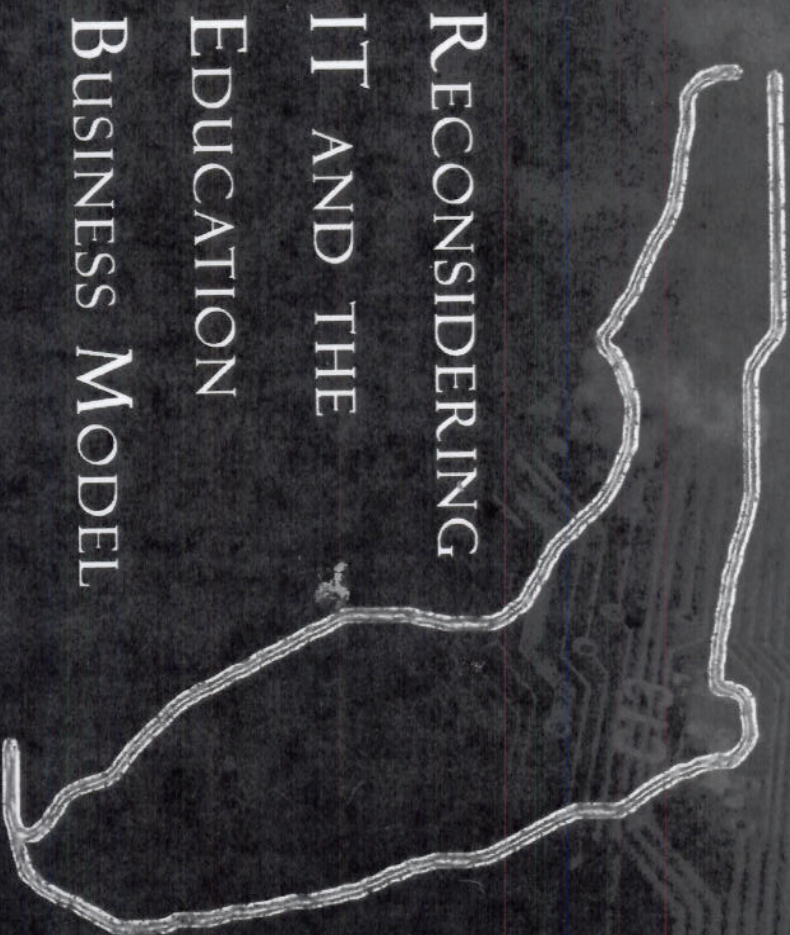 RECONSIDERING
IT AND THE
EDUCATION
BUSINESS MODEL